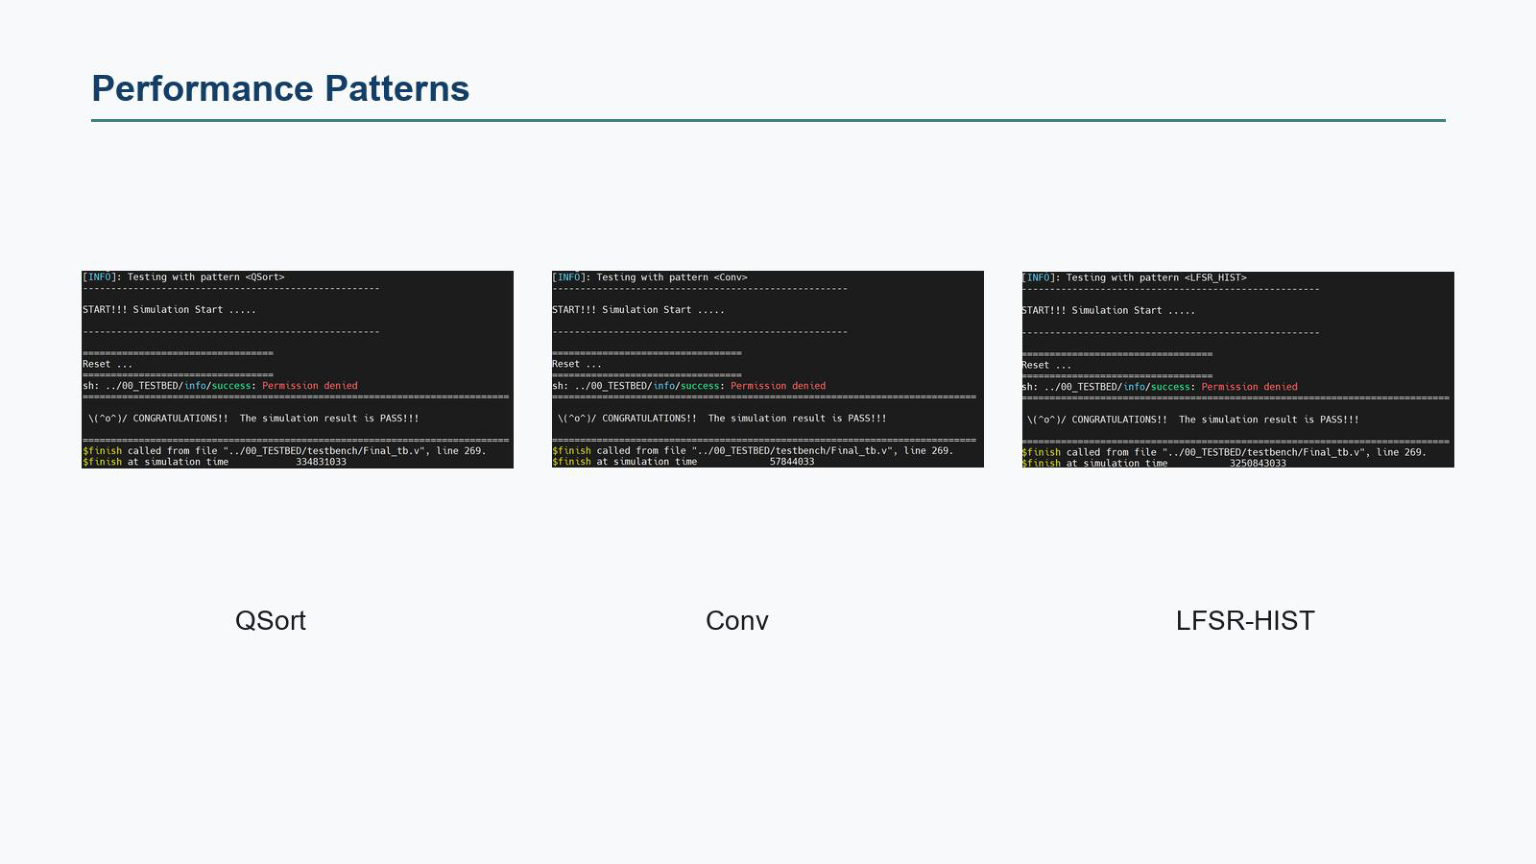 Performance Patterns
[INFO]: Testing with pattern <QSort>
-----------------------------------------------------
START!!! Simulation Start .....
-----------------------------------------------------
==================================
Reset ...
==================================
sh: ../00_TESTBED/info/success: Permission denied
============================================================================
\(^o^)/ CONGRATULATIONS!!  The simulation result is PASS!!!
============================================================================
$finish called from file "../00_TESTBED/testbench/Final_tb.v", line 269.
$finish at simulation time            334831033
[INFO]: Testing with pattern <Conv>
-----------------------------------------------------
START!!! Simulation Start .....
-----------------------------------------------------
==================================
Reset ...
==================================
sh: ../00_TESTBED/info/success: Permission denied
============================================================================
\(^o^)/ CONGRATULATIONS!!  The simulation result is PASS!!!
============================================================================
$finish called from file "../00_TESTBED/testbench/Final_tb.v", line 269.
$finish at simulation time             57844033
[INFO]: Testing with pattern <LFSR_HIST>
-----------------------------------------------------
START!!! Simulation Start .....
-----------------------------------------------------
==================================
Reset ...
==================================
sh: ../00_TESTBED/info/success: Permission denied
============================================================================
\(^o^)/ CONGRATULATIONS!!  The simulation result is PASS!!!
============================================================================
$finish called from file "../00_TESTBED/testbench/Final_tb.v", line 269.
$finish at simulation time           3250843033
QSort
Conv
LFSR-HIST